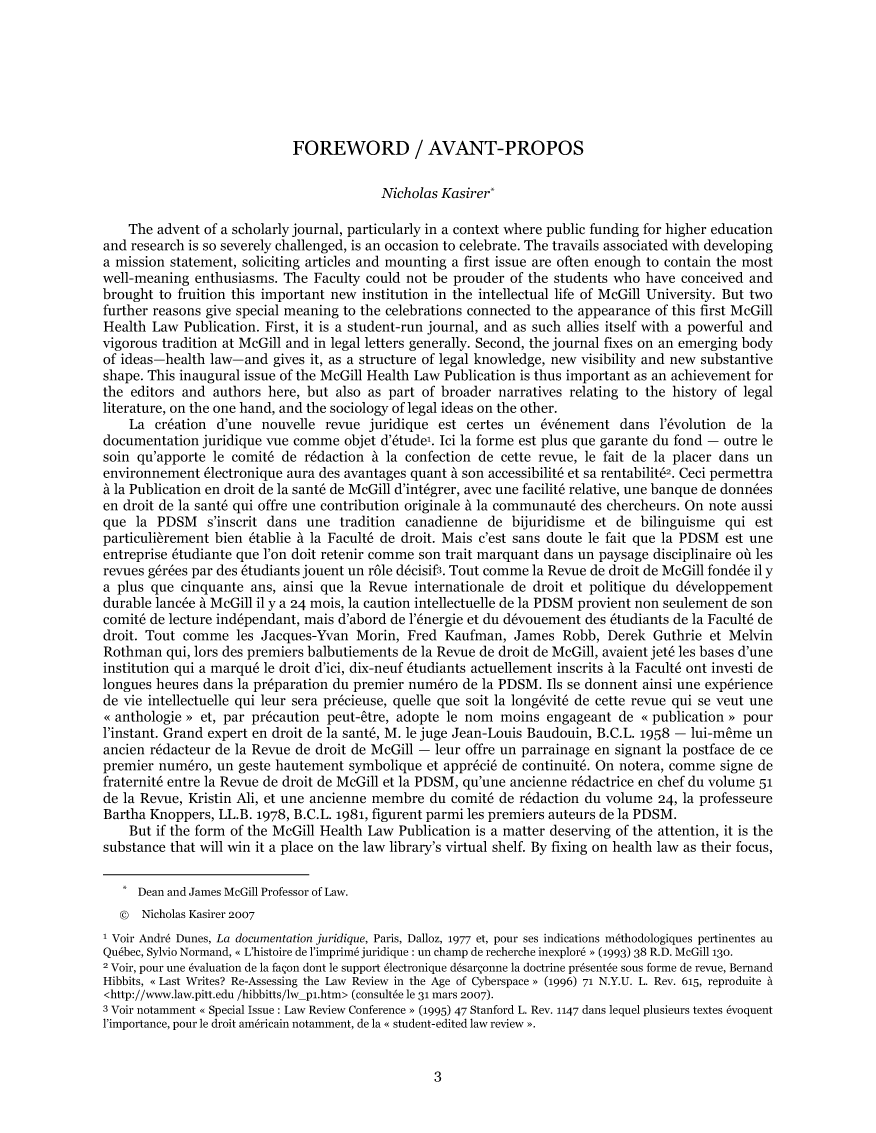 FOREWORD / AVANT-PROPOS
Nicholas Kasirer*
The advent of a scholarly journal, particularly in a context where public funding for higher education
and research is so severely challenged, is an occasion to celebrate. The travails associated with developing
a mission statement, soliciting articles and mounting a first issue are often enough to contain the most
well-meaning enthusiasms. The Faculty could not be prouder of the students who have conceived and
brought to fruition this important new institution in the intellectual life of McGill University. But two
further reasons give special meaning to the celebrations connected to the appearance of this first McGill
Health Law Publication. First, it is a student-run journal, and as such allies itself with a powerful and
vigorous tradition at McGill and in legal letters generally. Second, the journal fixes on an emerging body
of ideas—health law—and gives it, as a structure of legal knowledge, new visibility and new substantive
shape. This inaugural issue of the McGill Health Law Publication is thus important as an achievement for
the editors and authors here, but also as part of broader narratives relating to the history of legal
literature, on the one hand, and the sociology of legal ideas on the other.
La création d'une nouvelle revue juridique est certes un événement dans l'évolution de la
documentation juridique vue comme objet d'étude¹. Ici la forme est plus que garante du fond — outre le
soin qu'apporte le comité de rédaction à la confection de cette revue, le fait de la placer dans un
environnement électronique aura des avantages quant à son accessibilité et sa rentabilité². Ceci permettra
à la Publication en droit de la santé de McGill d'intégrer, avec une facilité relative, une banque de données
en droit de la santé qui offre une contribution originale à la communauté des chercheurs. On note aussi
que la PDSM s'inscrit dans une tradition canadienne de bijuridisme et de bilinguisme qui est
particulièrement bien établie à la Faculté de droit. Mais c'est sans doute le fait que la PDSM est une
entreprise étudiante que l'on doit retenir comme son trait marquant dans un paysage disciplinaire où les
revues gérées par des étudiants jouent un rôle décisif³. Tout comme la Revue de droit de McGill fondée il y
a plus que cinquante ans, ainsi que la Revue internationale de droit et politique du développement
durable lancée à McGill il y a 24 mois, la caution intellectuelle de la PDSM provient non seulement de son
comité de lecture indépendant, mais d'abord de l'énergie et du dévouement des étudiants de la Faculté de
droit. Tout comme les Jacques-Yvan Morin, Fred Kaufman, James Robb, Derek Guthrie et Melvin
Rothman qui, lors des premiers balbutiements de la Revue de droit de McGill, avaient jeté les bases d'une
institution qui a marqué le droit d'ici, dix-neuf étudiants actuellement inscrits à la Faculté ont investi de
longues heures dans la préparation du premier numéro de la PDSM. Ils se donnent ainsi une expérience
de vie intellectuelle qui leur sera précieuse, quelle que soit la longévité de cette revue qui se veut une
« anthologie » et, par précaution peut-être, adopte le nom moins engageant de « publication » pour
l'instant. Grand expert en droit de la santé, M. le juge Jean-Louis Baudouin, B.C.L. 1958 — lui-même un
ancien rédacteur de la Revue de droit de McGill — leur offre un parrainage en signant la postface de ce
premier numéro, un geste hautement symbolique et apprécié de continuité. On notera, comme signe de
fraternité entre la Revue de droit de McGill et la PDSM, qu'une ancienne rédactrice en chef du volume 51
de la Revue, Kristin Ali, et une ancienne membre du comité de rédaction du volume 24, la professeure
Bartha Knoppers, LL.B. 1978, B.C.L. 1981, figurent parmi les premiers auteurs de la PDSM.
But if the form of the McGill Health Law Publication is a matter deserving of the attention, it is the
substance that will win it a place on the law library's virtual shelf. By fixing on health law as their focus,
* Dean and James McGill Professor of Law.
© Nicholas Kasirer 2007
¹ Voir André Dunes, La documentation juridique, Paris, Dalloz, 1977 et, pour ses indications méthodologiques pertinentes au
Québec, Sylvio Normand, « L'histoire de l'imprimé juridique : un champ de recherche inexploré » (1993) 38 R.D. McGill 130.
² Voir, pour une évaluation de la façon dont le support électronique désarçonne la doctrine présentée sous forme de revue, Bernand
Hibbits, « Last Writes? Re-Assessing the Law Review in the Age of Cyberspace » (1996) 71 N.Y.U. L. Rev. 615, reproduite à
<http://www.law.pitt.edu /hibbitts/lw_p1.htm> (consultée le 31 mars 2007).
³ Voir notamment « Special Issue : Law Review Conference » (1995) 47 Stanford L. Rev. 1147 dans lequel plusieurs textes évoquent
l'importance, pour le droit américain notamment, de la « student-edited law review ».
3